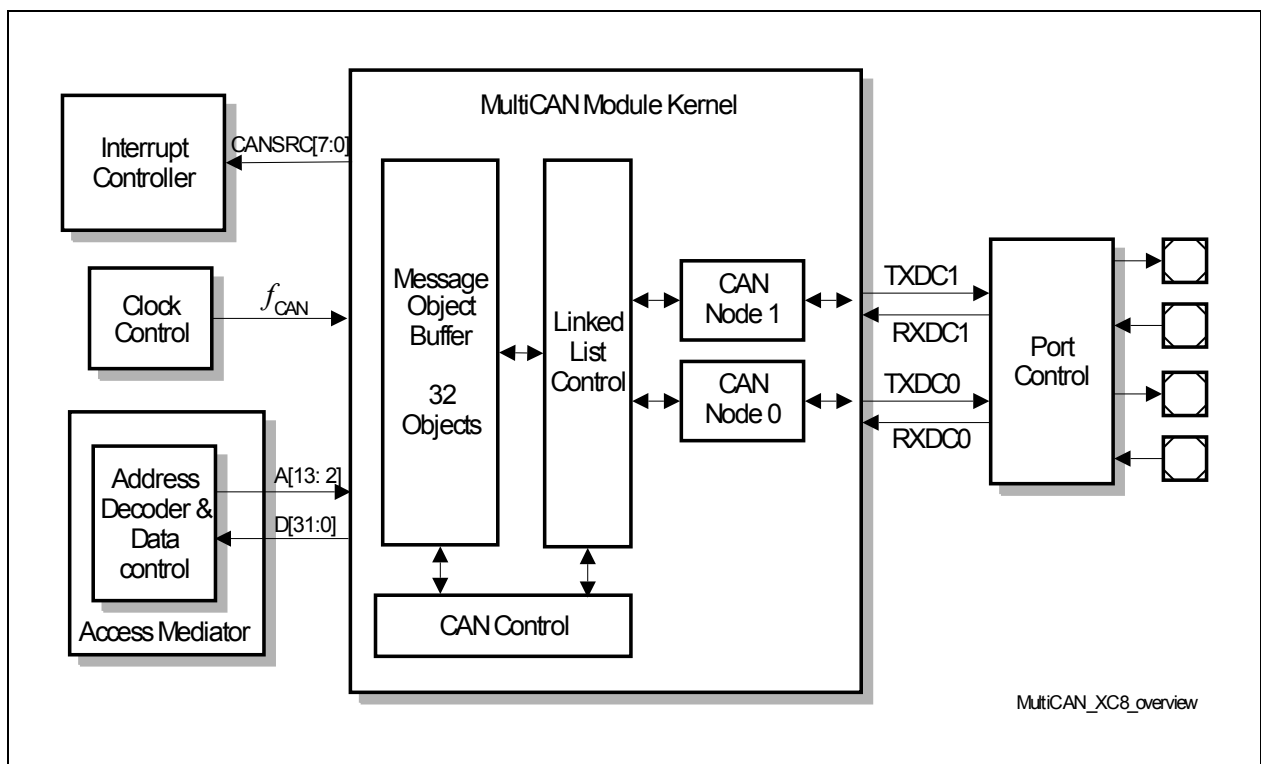 MultiCAN Module Kernel
Interrupt
Controller
CANSRC[7:0]
Clock
Control
fCAN
Address
Decoder &
Data
control
Access Mediator
A[13: 2]
D[31:0]
Message
Object
Buffer
32
Objects
Linked
List
Control
CAN
Node 1
CAN
Node 0
CAN Control
TXDC1
RXDC1
TXDC0
RXDC0
Port
Control
MultiCAN_XC8_overview